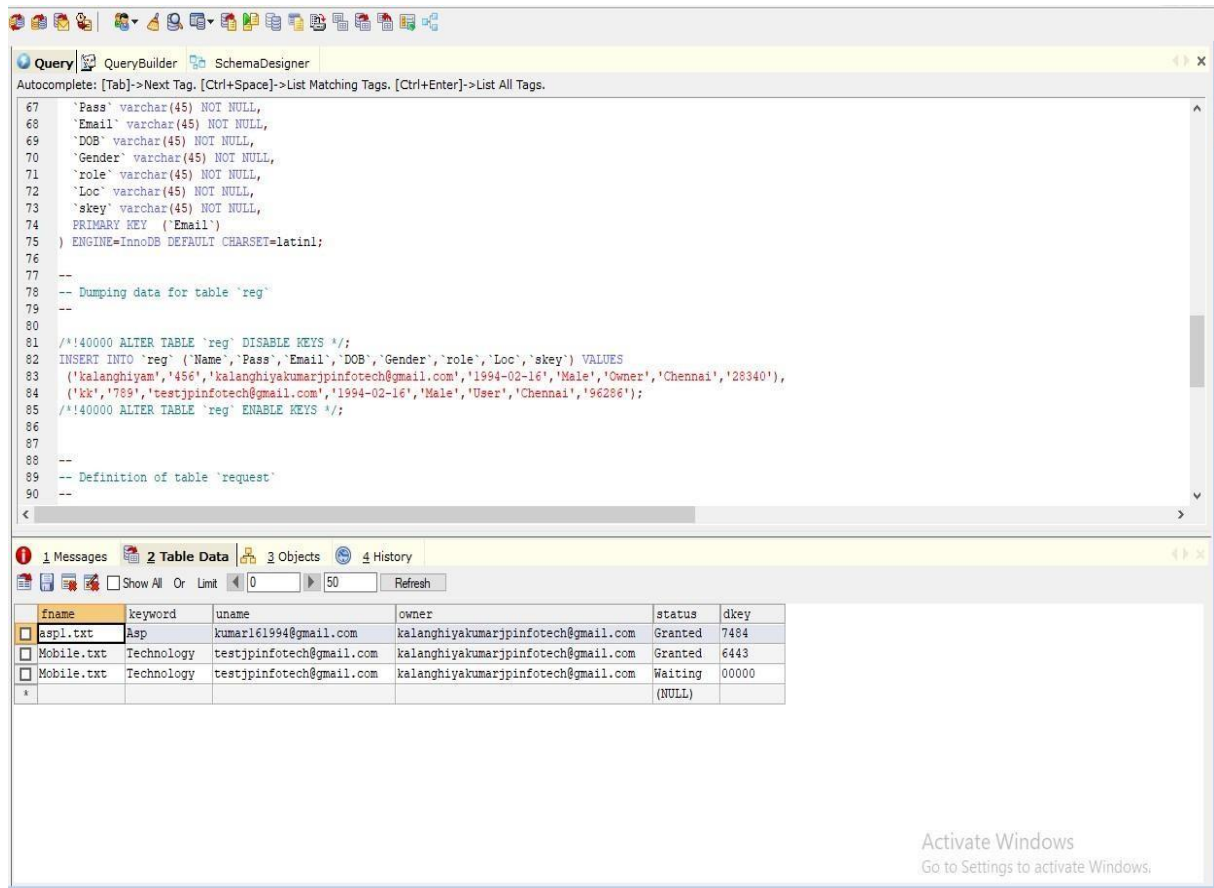 Query QueryBuilder SchemaDesigner
Autocomplete: [Tab]->Next Tag. [Ctrl+Space]->List Matching Tags. [Ctrl+Enter]->List All Tags.
67 `Pass` varchar(45) NOT NULL,
68 `Email` varchar(45) NOT NULL,
69 `DOB` varchar(45) NOT NULL,
70 `Gender` varchar(45) NOT NULL,
71 `role` varchar(45) NOT NULL,
72 `Loc` varchar(45) NOT NULL,
73 `skey` varchar(45) NOT NULL,
74 PRIMARY KEY (`Email`)
75 ) ENGINE=InnoDB DEFAULT CHARSET=latin1;
76
77 --
78 -- Dumping data for table `reg`
79 --
80
81 /*!40000 ALTER TABLE `reg` DISABLE KEYS */;
82 INSERT INTO `reg` (`Name`,`Pass`,`Email`,`DOB`,`Gender`,`role`,`Loc`,`skey`) VALUES
83 ('kalanghiyam','456','kalanghiyakumarjpinfotech@gmail.com','1994-02-16','Male','Owner','Chennai','28340'),
84 ('kk','789','testjpinfotech@gmail.com','1994-02-16','Male','User','Chennai','96286');
85 /*!40000 ALTER TABLE `reg` ENABLE KEYS */;
86
87
88 --
89 -- Definition of table `request`
90 --
1 Messages 2 Table Data 3 Objects 4 History
Show All Or Limit 0 50 Refresh
fname keyword uname owner status dkey
asp1.txt Asp kumar161994@gmail.com kalanghiyakumarjpinfotech@gmail.com Granted 7484
Mobile.txt Technology testjpinfotech@gmail.com kalanghiyakumarjpinfotech@gmail.com Granted 6443
Mobile.txt Technology testjpinfotech@gmail.com kalanghiyakumarjpinfotech@gmail.com Waiting 00000
* (NULL)
Activate Windows
Go to Settings to activate Windows.